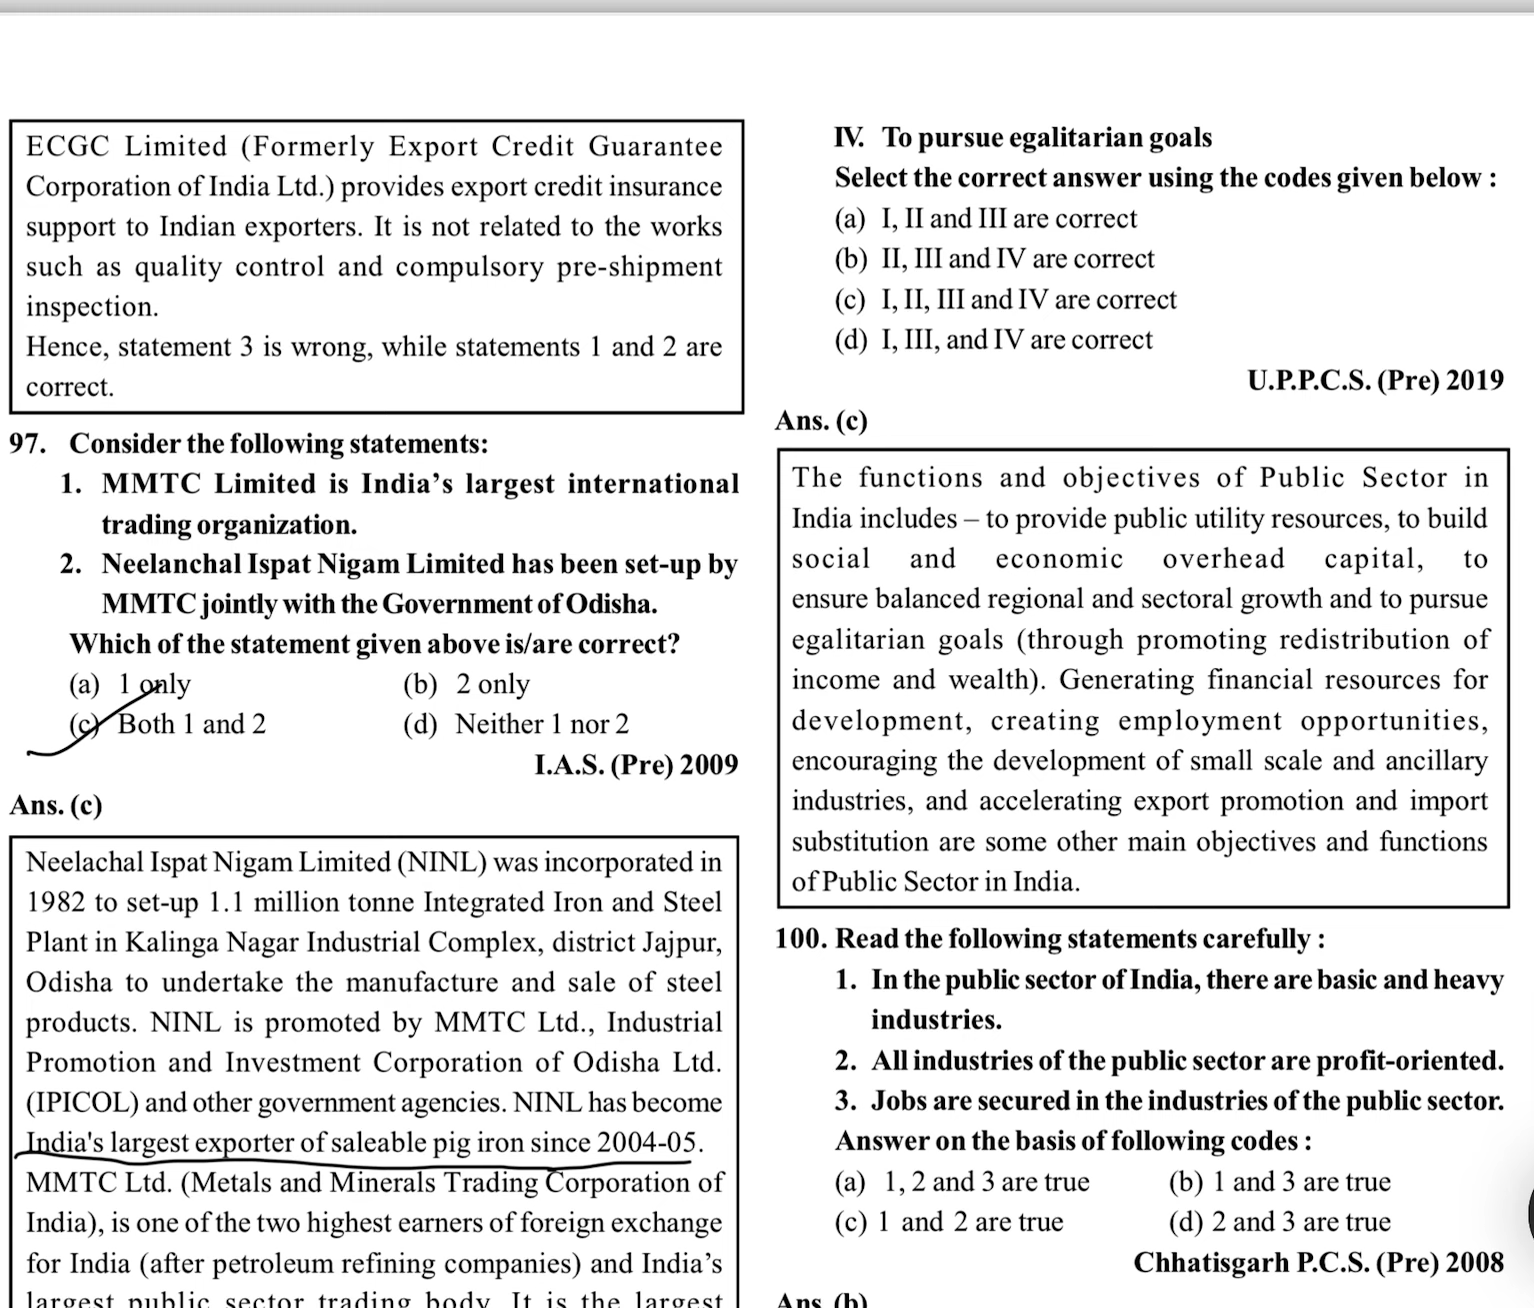 ECGC Limited (Formerly Export Credit Guarantee
Corporation of India Ltd.) provides export credit insurance
support to Indian exporters. It is not related to the works
such as quality control and compulsory pre-shipment
inspection.
Hence, statement 3 is wrong, while statements 1 and 2 are
correct.
97. Consider the following statements:
1. MMTC Limited is India's largest international
trading organization.
2. Neelanchal Ispat Nigam Limited has been set-up by
MMTC jointly with the Government of Odisha.
Which of the statement given above is/are correct?
(a) 1 only (b) 2 only
(c) Both 1 and 2 (d) Neither 1 nor 2
I.A.S. (Pre) 2009
Ans. (c)
Neelachal Ispat Nigam Limited (NINL) was incorporated in
1982 to set-up 1.1 million tonne Integrated Iron and Steel
Plant in Kalinga Nagar Industrial Complex, district Jajpur,
Odisha to undertake the manufacture and sale of steel
products. NINL is promoted by MMTC Ltd., Industrial
Promotion and Investment Corporation of Odisha Ltd.
(IPICOL) and other government agencies. NINL has become
India's largest exporter of saleable pig iron since 2004-05.
MMTC Ltd. (Metals and Minerals Trading Corporation of
India), is one of the two highest earners of foreign exchange
for India (after petroleum refining companies) and India's
largest public sector trading body. It is the largest
IV. To pursue egalitarian goals
Select the correct answer using the codes given below :
(a) I, II and III are correct
(b) II, III and IV are correct
(c) I, II, III and IV are correct
(d) I, III, and IV are correct
U.P.P.C.S. (Pre) 2019
Ans. (c)
The functions and objectives of Public Sector in
India includes – to provide public utility resources, to build
social and economic overhead capital, to
ensure balanced regional and sectoral growth and to pursue
egalitarian goals (through promoting redistribution of
income and wealth). Generating financial resources for
development, creating employment opportunities,
encouraging the development of small scale and ancillary
industries, and accelerating export promotion and import
substitution are some other main objectives and functions
of Public Sector in India.
100. Read the following statements carefully :
1. In the public sector of India, there are basic and heavy
industries.
2. All industries of the public sector are profit-oriented.
3. Jobs are secured in the industries of the public sector.
Answer on the basis of following codes :
(a) 1, 2 and 3 are true (b) 1 and 3 are true
(c) 1 and 2 are true (d) 2 and 3 are true
Chhatisgarh P.C.S. (Pre) 2008
Ans. (b)